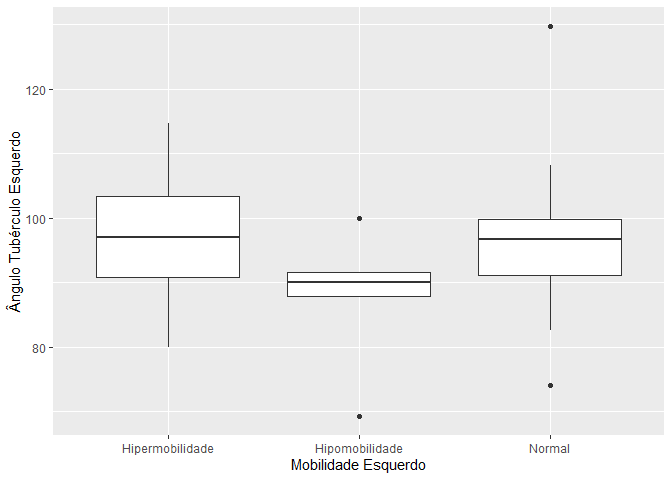 120
100
80
Ângulo Tubérculo Esquerdo
Hipermobilidade
Hipomobilidade
Normal
Mobilidade Esquerdo